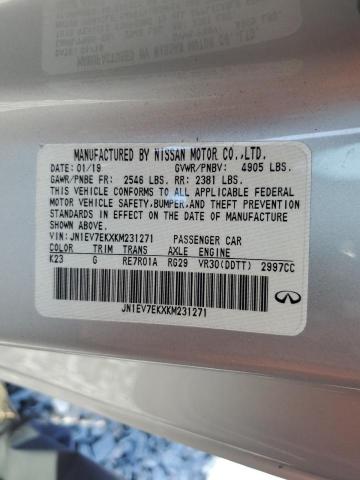 MANUFACTURED BY NISSAN MOTOR CO.,LTD.
DATE: 01/19 GVWR/PNBV: 4905 LBS.
GAWR/PNBE FR: 2546 LBS. RR: 2381 LBS.
THIS VEHICLE CONFORMS TO ALL APPLICABLE FEDERAL
MOTOR VEHICLE SAFETY,BUMPER,AND THEFT PREVENTION
STANDARDS IN EFFECT ON THE DATE OF MANUFACTURE
SHOWN ABOVE.
VIN: JN1EV7EKXKM231271 PASSENGER CAR
COLOR TRIM TRANS AXLE ENGINE
K23 G RE7R01A RG29 VR30(DDTT) 2997CC
JN1EV7EKXKM231271